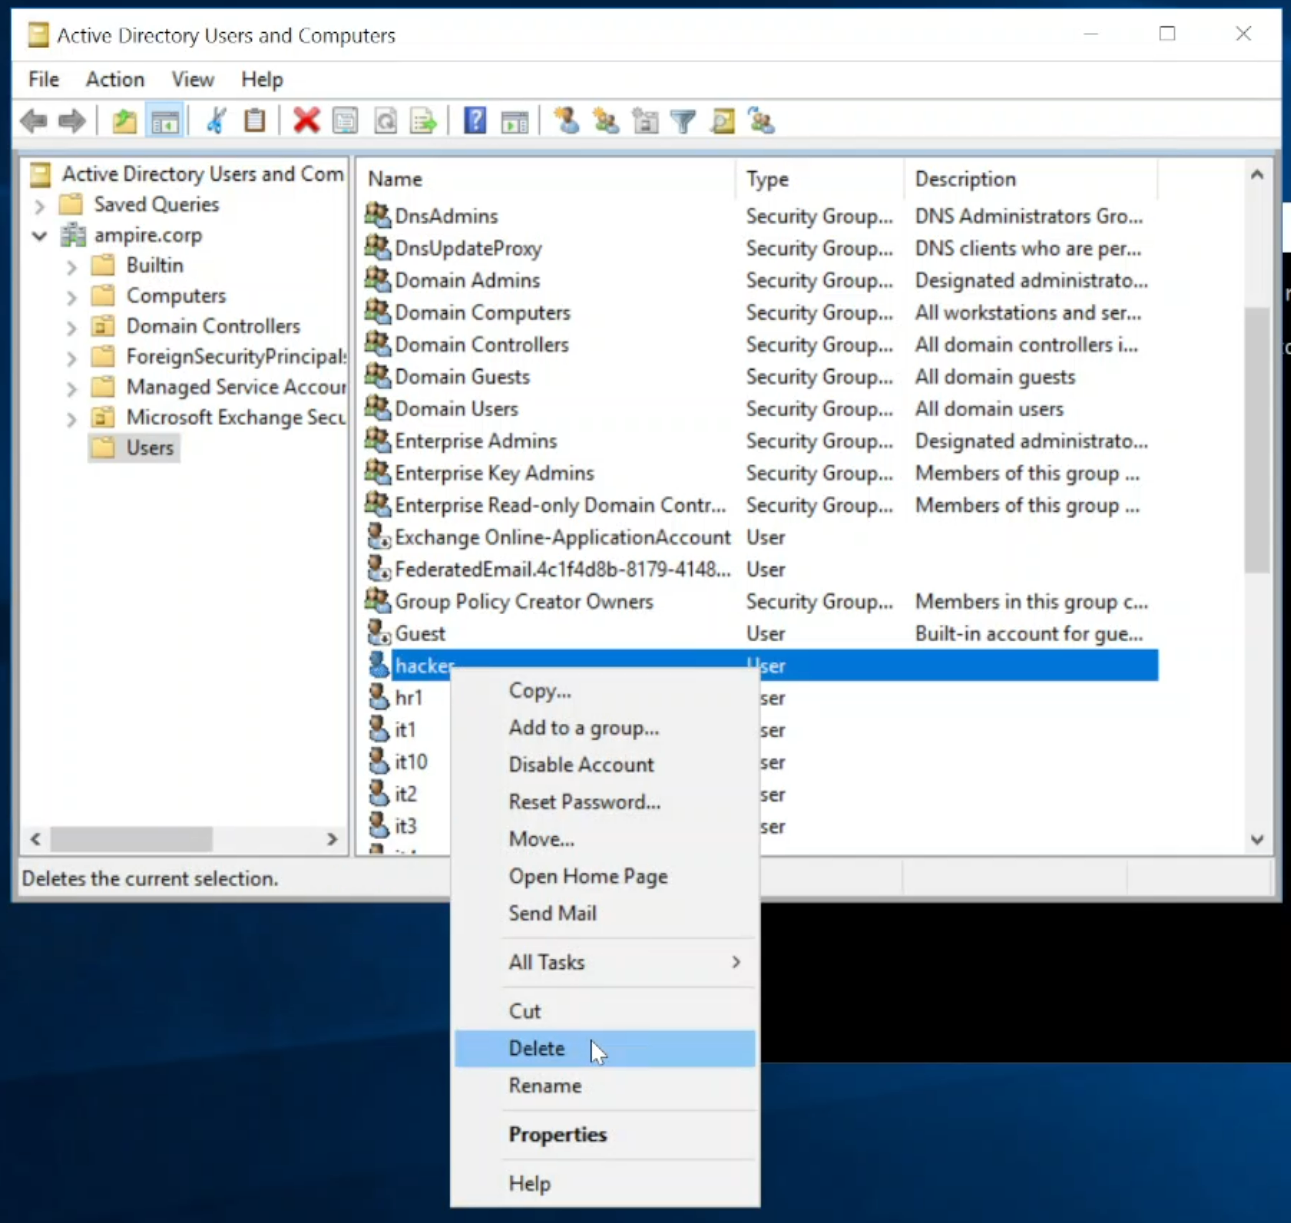 Active Directory Users and Computers
File Action View Help
Active Directory Users and Com
Saved Queries
ampire.corp
Builtin
Computers
Domain Controllers
ForeignSecurityPrincipals
Managed Service Accour
Microsoft Exchange Secu
Users
Name Type Description
DnsAdmins Security Group... DNS Administrators Gro...
DnsUpdateProxy Security Group... DNS clients who are per...
Domain Admins Security Group... Designated administrato...
Domain Computers Security Group... All workstations and ser...
Domain Controllers Security Group... All domain controllers i...
Domain Guests Security Group... All domain guests
Domain Users Security Group... All domain users
Enterprise Admins Security Group... Designated administrato...
Enterprise Key Admins Security Group... Members of this group ...
Enterprise Read-only Domain Contr... Security Group... Members of this group ...
Exchange Online-ApplicationAccount User
FederatedEmail.4c1f4d8b-8179-4148... User
Group Policy Creator Owners Security Group... Members in this group c...
Guest User Built-in account for gue...
hacker User
hr1 ser
it1 ser
it10 ser
it2 ser
it3 ser
Copy...
Add to a group...
Disable Account
Reset Password...
Move...
Open Home Page
Send Mail
All Tasks
Cut
Delete
Rename
Properties
Help
Deletes the current selection.